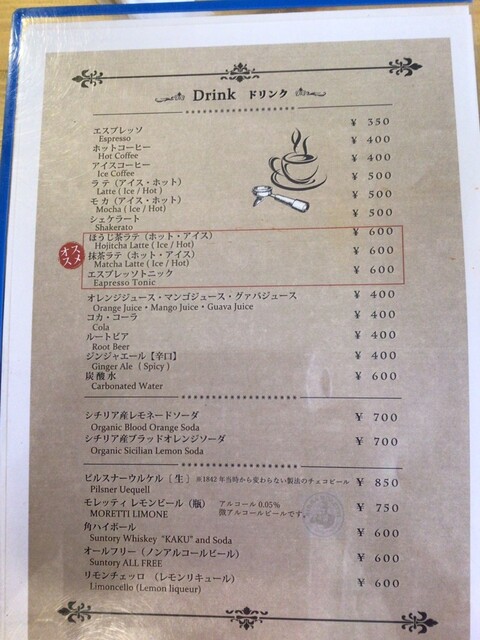 Drink ドリンク
エスプレッソ ¥ 350
Espresso
ホットコーヒー ¥ 400
Hot Coffee
アイスコーヒー ¥ 400
Ice Coffee
ラテ（アイス・ホット） ¥ 500
Latte ( Ice / Hot )
モカ（アイス・ホット） ¥ 500
Mocha ( Ice / Hot )
シェケラート ¥ 500
Shakerato
オススメ
ほうじ茶ラテ（ホット・アイス） ¥ 600
Hojitcha Latte ( Ice / Hot )
抹茶ラテ（ホット・アイス） ¥ 600
Matcha Latte ( Ice / Hot )
エスプレッソトニック ¥ 600
Eapresso Tonic
オレンジジュース・マンゴジュース・グァバジュース ¥ 400
Orange Juice・Mango Juice・Guava Juice
コカ・コーラ ¥ 400
Cola
ルートビア ¥ 400
Root Beer
ジンジャエール【辛口】 ¥ 400
Ginger Ale ( Spicy )
炭酸水 ¥ 600
Carbonated Water
シチリア産レモネードソーダ ¥ 700
Organic Blood Orange Soda
シチリア産ブラッドオレンジソーダ ¥ 700
Organic Sicilian Lemon Soda
ピルスナーウルケル［生］ ※1842年当時から変わらない製法のチェコビール ¥ 850
Pilsner Uequell
モレッティ レモンビール（瓶） アルコール0.05% ¥ 750
MORETTI LIMONE 微アルコールビールです。
角ハイボール ¥ 600
Suntory Whiskey "KAKU" and Soda
オールフリー（ノンアルコールビール） ¥ 600
Suntory ALL FREE
リモンチェッロ （レモンリキュール） ¥ 600
Limoncello (Lemon liqueur)